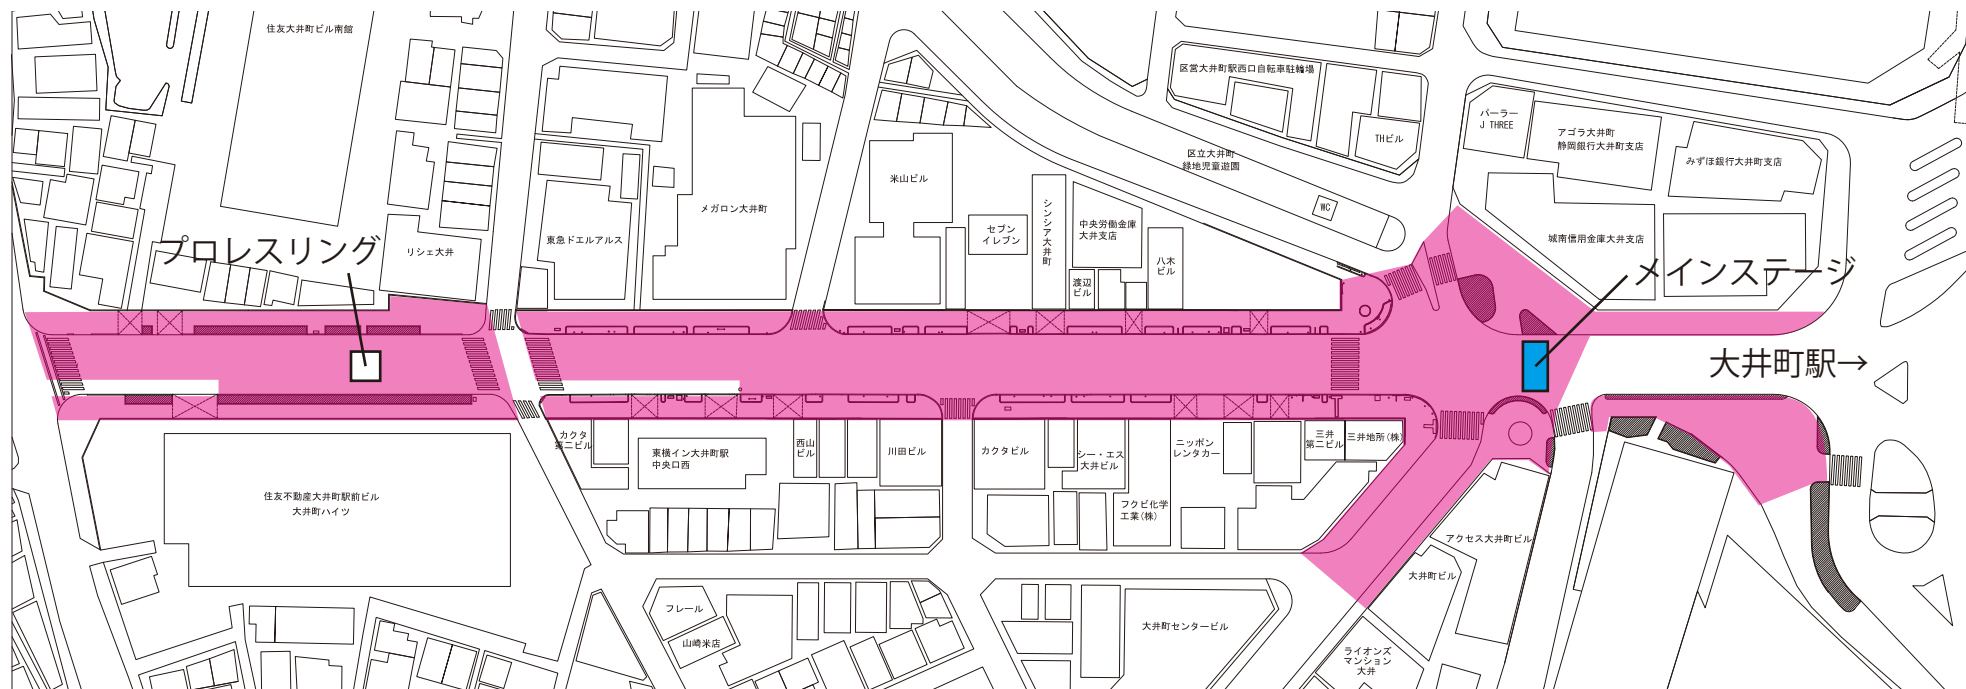 住友大井町ビル南館
区営大井町駅西口自転車駐輪場
パーラー
J THREE
アゴラ大井町
静岡銀行大井町支店
みずほ銀行大井町支店
THビル
区立大井町
緑地児童遊園
WC
米山ビル
メガロン大井町
シンシア大井町
中央労働金庫
大井支店
セブン
イレブン
八木
ビル
渡辺
ビル
城南信用金庫大井支店
東急ドエルアルス
リシェ大井
プロレスリング
メインステージ
大井町駅→
カクタ
第二ビル
東横イン大井町駅
中央口西
西山
ビル
川田ビル
カクタビル
シー・エス
大井ビル
ニッポン
レンタカー
三井
第二ビル
三井地所(株)
フクビ化学
工業(株)
住友不動産大井町駅前ビル
大井町ハイツ
アクセス大井町ビル
大井町ビル
フレール
山崎米店
大井町センタービル
ライオンズ
マンション
大井